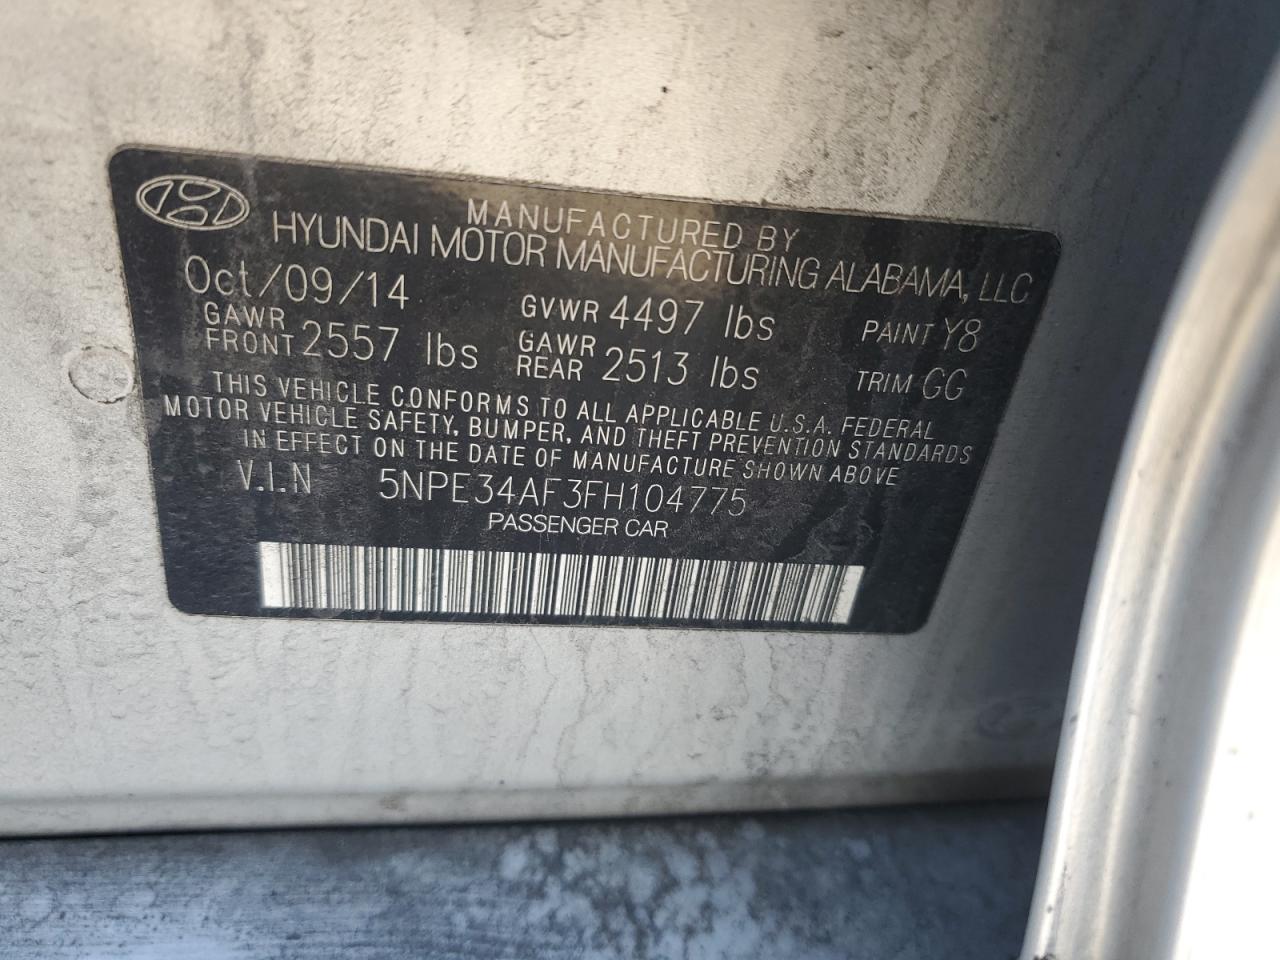 MANUFACTURED BY
HYUNDAI MOTOR MANUFACTURING ALABAMA, LLC
Oct/09/14 GVWR 4497 lbs PAINT Y8
GAWR FRONT 2557 lbs GAWR REAR 2513 lbs TRIM GG
THIS VEHICLE CONFORMS TO ALL APPLICABLE U.S.A. FEDERAL
MOTOR VEHICLE SAFETY, BUMPER, AND THEFT PREVENTION STANDARDS
IN EFFECT ON THE DATE OF MANUFACTURE SHOWN ABOVE
V.I.N 5NPE34AF3FH104775
PASSENGER CAR